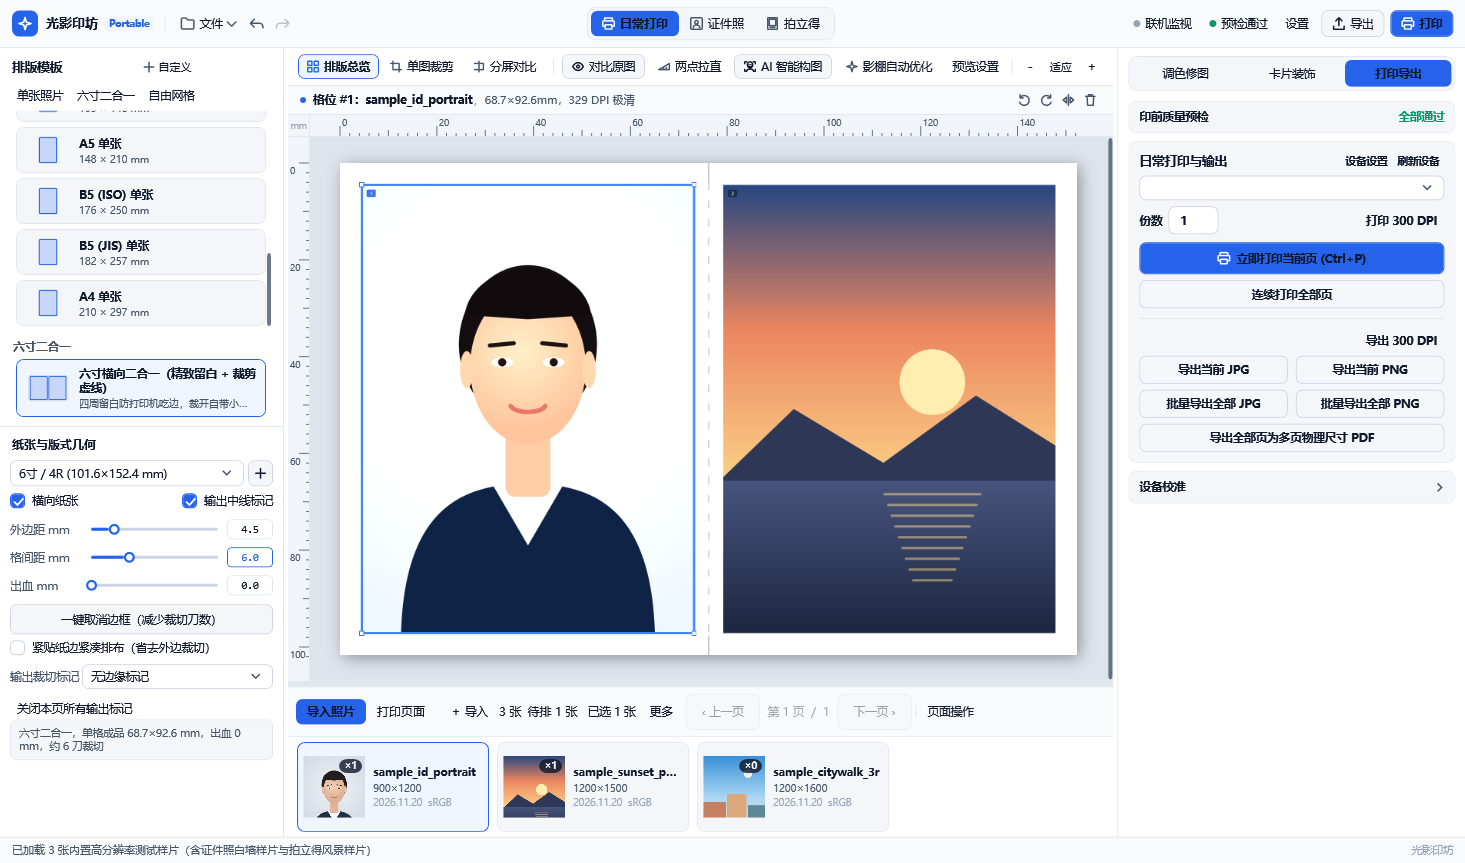 光影印坊 Portable 文件 日常打印 证件照 拍立得 联机监视 预检通过 设置 导出 打印
排版模板 + 自定义
单张照片 六寸二合一 自由网格
A5 单张
148 × 210 mm
B5 (ISO) 单张
176 × 250 mm
B5 (JIS) 单张
182 × 257 mm
A4 单张
210 × 297 mm
六寸二合一
六寸横向二合一（精致留白 + 裁剪
虚线）
四周留白防打印机吃边，裁开自带小...
纸张与版式几何
6寸 / 4R (101.6×152.4 mm) +
横向纸张 输出中线标记
外边距 mm 4.5
格间距 mm 6.0
出血 mm 0.0
一键取消边框（减少裁切刀数）
紧贴纸边紧凑排布（省去外边裁切）
输出裁切标记 无边缘标记
关闭本页所有输出标记
六寸二合一，单格成品 68.7×92.6 mm，出血 0
mm，约 6 刀裁切
排版总览 单图裁剪 分屏对比 对比原图 两点拉直 AI 智能构图 影棚自动优化 预览设置 - 适应 +
格位 #1：sample_id_portrait，68.7×92.6mm，329 DPI 极清
mm 0 20 40 60 80 100 120 140
0
20
40
60
80
100
1
2
导入照片 打印页面 + 导入 3 张 待排 1 张 已选 1 张 更多 ‹ 上一页 第 1 页 / 1 下一页 › 页面操作
×1
sample_id_portrait
900×1200
2026.11.20 sRGB
×1
sample_sunset_p...
1200×1500
2026.11.20 sRGB
×0
sample_citywalk_3r
1200×1600
2026.11.20 sRGB
调色修图 卡片装饰 打印导出
印前质量预检 全部通过
日常打印与输出 设备设置 刷新设备
份数 1 打印 300 DPI
立即打印当前页 (Ctrl+P)
连续打印全部页
导出 300 DPI
导出当前 JPG 导出当前 PNG
批量导出全部 JPG 批量导出全部 PNG
导出全部页为多页物理尺寸 PDF
设备校准
已加载 3 张内置高分辨率测试样片（含证件照白墙样片与拍立得风景样片） 光影印坊